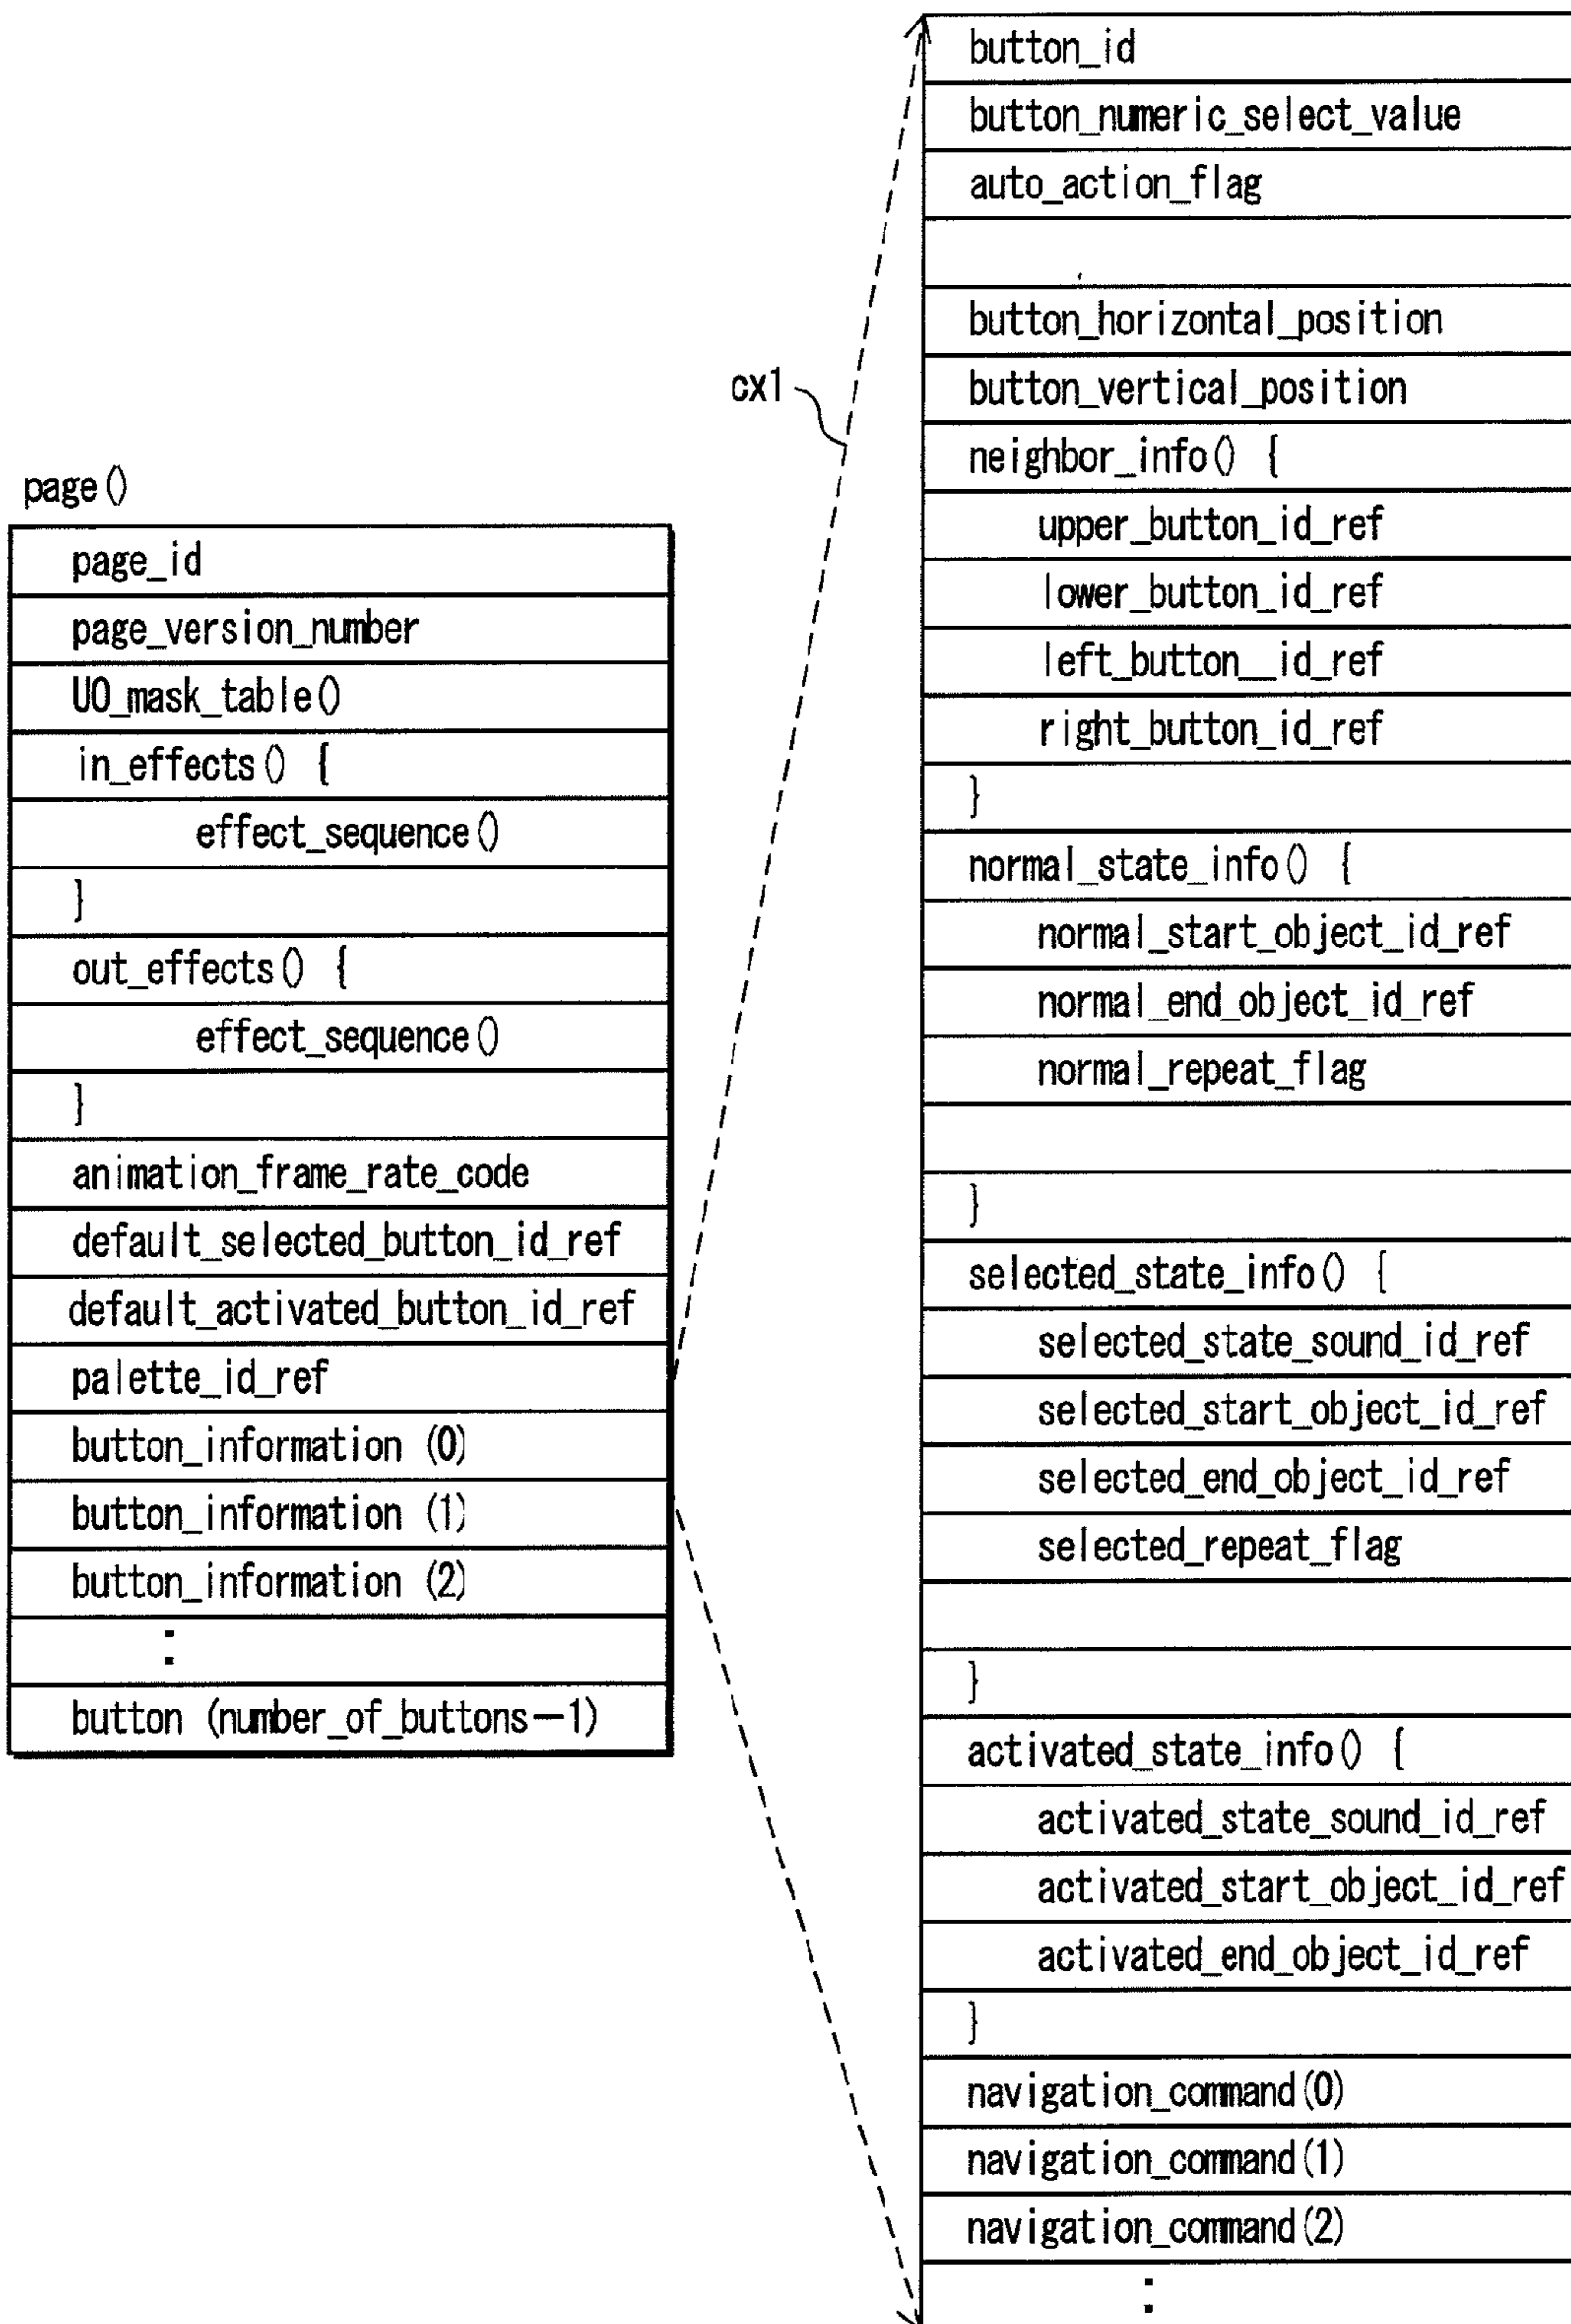 page()
page_id
page_version_number
UO_mask_table()
in_effects() {
effect_sequence()
}
out_effects() {
effect_sequence()
}
animation_frame_rate_code
default_selected_button_id_ref
default_activated_button_id_ref
palette_id_ref
button_information (0)
button_information (1)
button_information (2)
:
button (number_of_buttons—1)
cx1
button_id
button_numeric_select_value
auto_action_flag
button_horizontal_position
button_vertical_position
neighbor_info() {
upper_button_id_ref
lower_button_id_ref
left_button__id_ref
right_button_id_ref
}
normal_state_info() {
normal_start_object_id_ref
normal_end_object_id_ref
normal_repeat_flag
}
selected_state_info() {
selected_state_sound_id_ref
selected_start_object_id_ref
selected_end_object_id_ref
selected_repeat_flag
}
activated_state_info() {
activated_state_sound_id_ref
activated_start_object_id_ref
activated_end_object_id_ref
}
navigation_command(0)
navigation_command(1)
navigation_command(2)
: